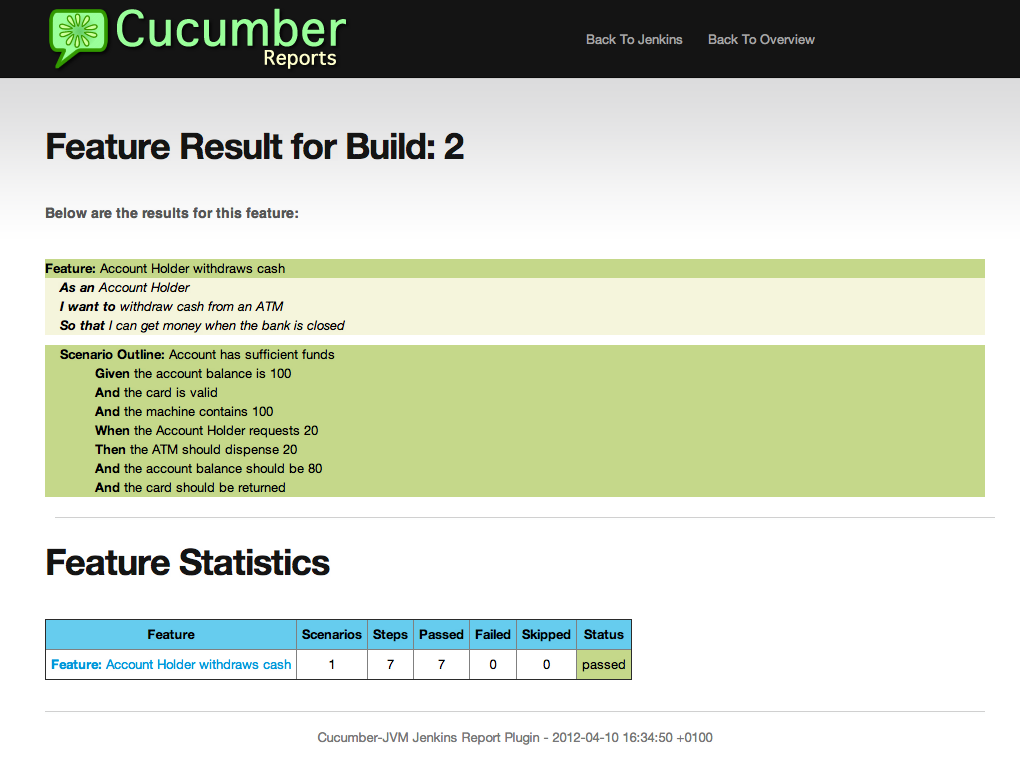 Cucumber
Reports
Back To Jenkins Back To Overview
Feature Result for Build: 2
Below are the results for this feature:
Feature: Account Holder withdraws cash
As an Account Holder
I want to withdraw cash from an ATM
So that I can get money when the bank is closed
Scenario Outline: Account has sufficient funds
Given the account balance is 100
And the card is valid
And the machine contains 100
When the Account Holder requests 20
Then the ATM should dispense 20
And the account balance should be 80
And the card should be returned
Feature Statistics
Feature Scenarios Steps Passed Failed Skipped Status
Feature: Account Holder withdraws cash 1 7 7 0 0 passed
Cucumber-JVM Jenkins Report Plugin - 2012-04-10 16:34:50 +0100